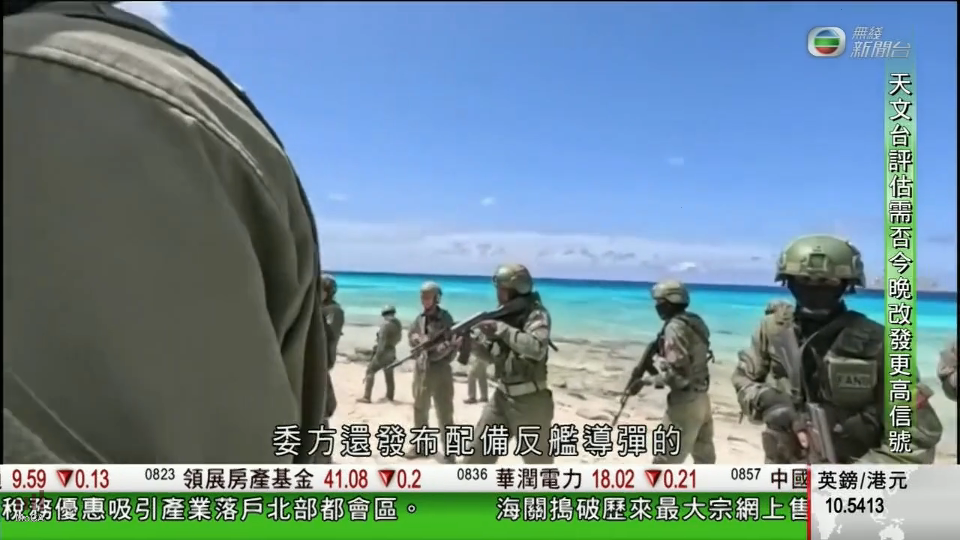 無綫
新聞台
天文台評估需否今晚改發更高信號
FANB
委方還發布配備反艦導彈的
9.59 ▼0.13 0823 領展房產基金 41.08 ▼0.2 0836 華潤電力 18.02 ▼0.21 0857 中國
英鎊/港元
10.5413
稅務優惠吸引產業落戶北部都會區。 海關搗破歷來最大宗網上售